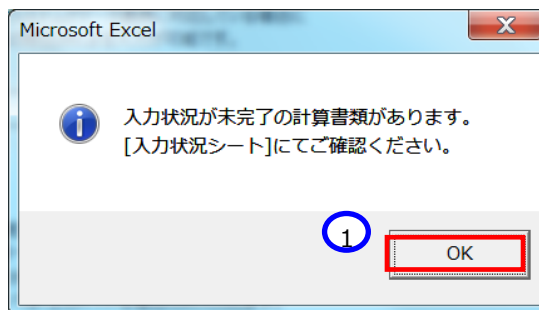 Microsoft Excel
入力状況が未完了の計算書類があります。
[入力状況シート]にてご確認ください。
1
OK